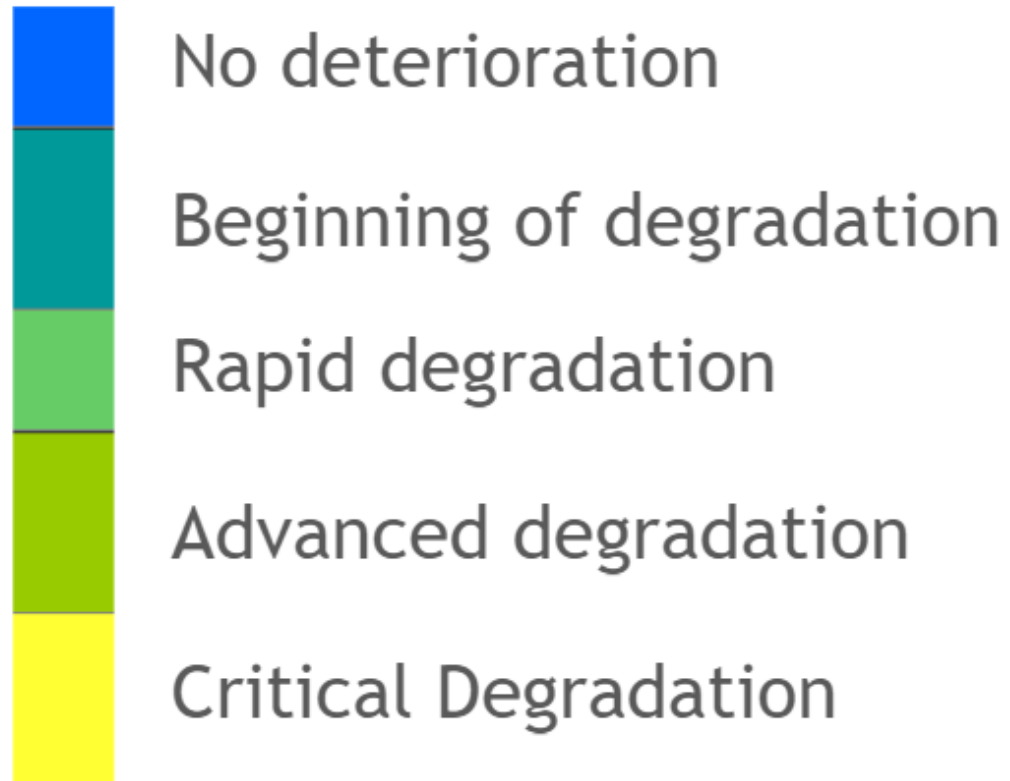 No deterioration
Beginning of degradation
Rapid degradation
Advanced degradation
Critical Degradation